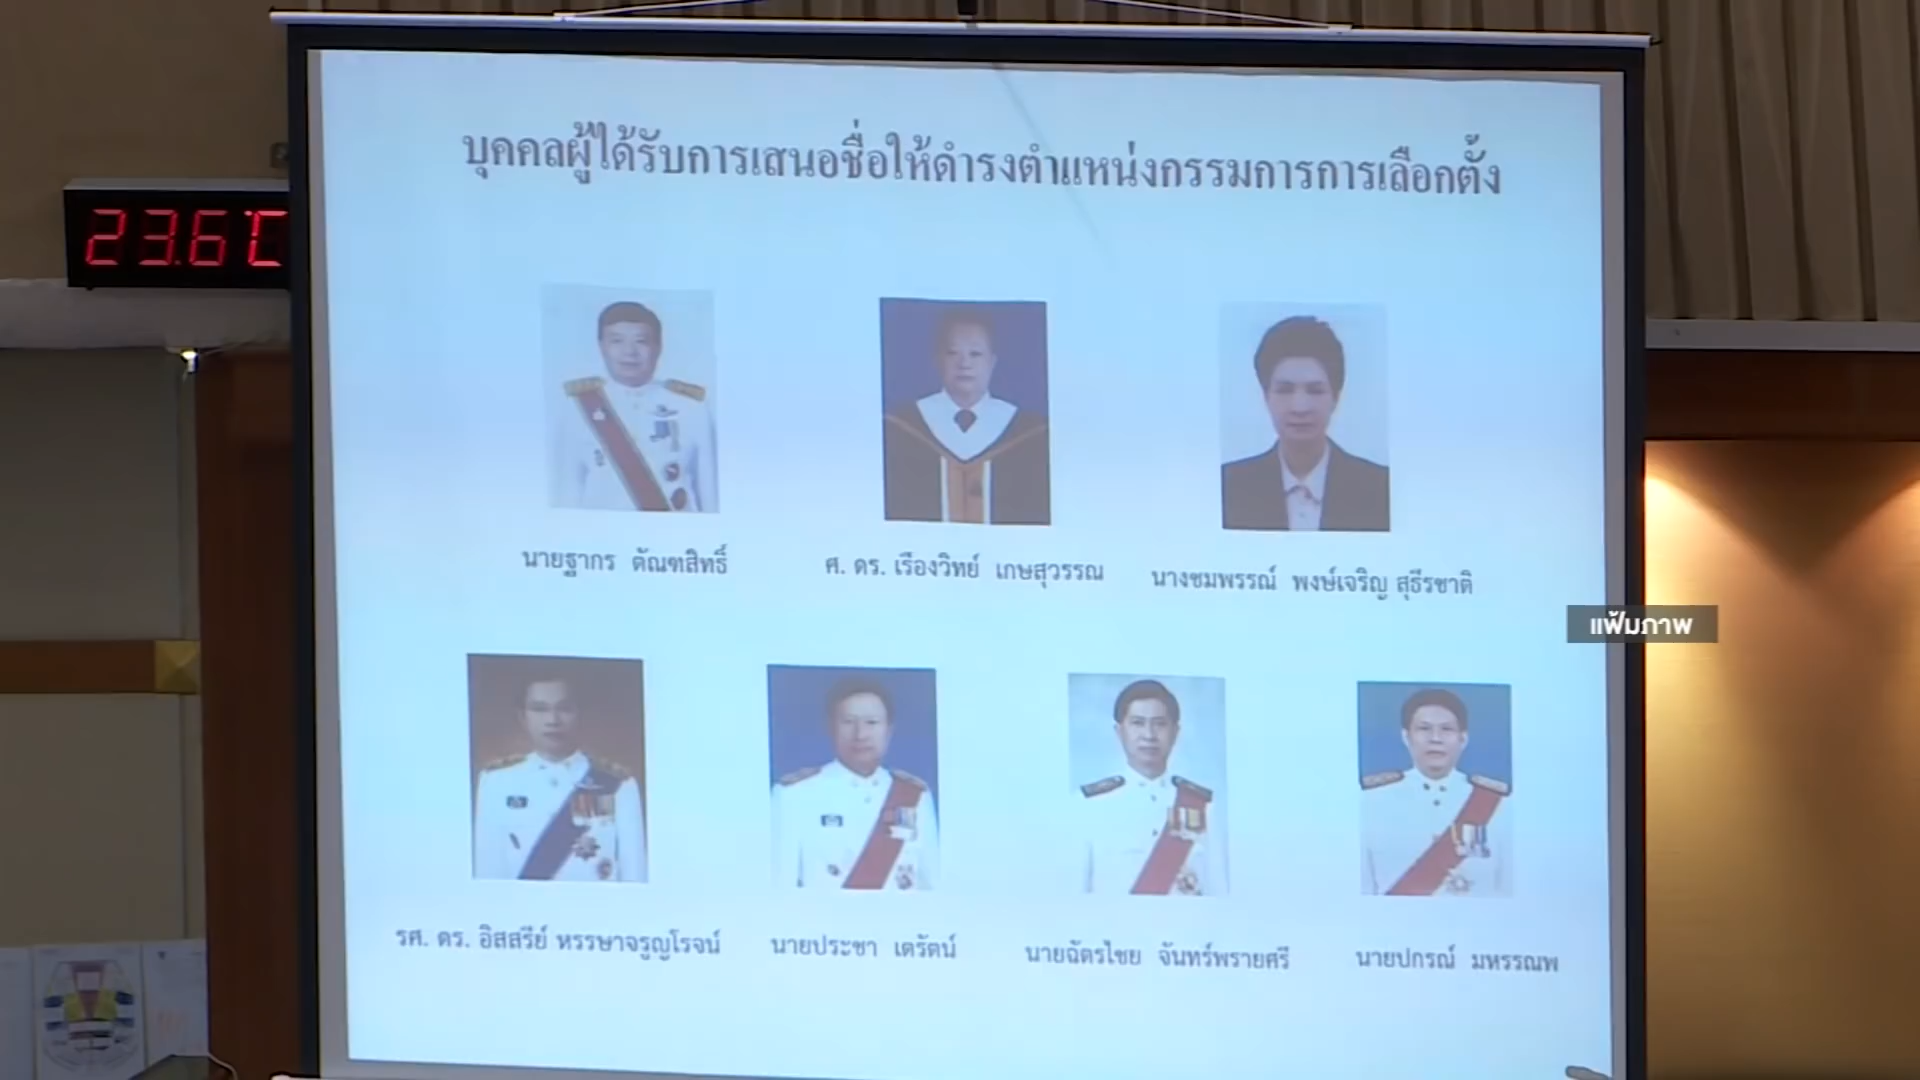 บุคคลผู้ได้รับการเสนอชื่อให้ดำรงตำแหน่งกรรมการการเลือกตั้ง
23.6℃
นายฐากร ตัณฑสิทธิ์
ศ. ดร. เรืองวิทย์ เกษสุวรรณ
นางชมพรรณ์ พงษ์เจริญ สุธีรชาติ
แฟ้มภาพ
รศ. ดร. อิสสรีย์ หรรษาจรูญโรจน์
นายประชา เตรัตน์
นายฉัตรไชย จันทร์พรายศรี
นายปกรณ์ มหรรณพ